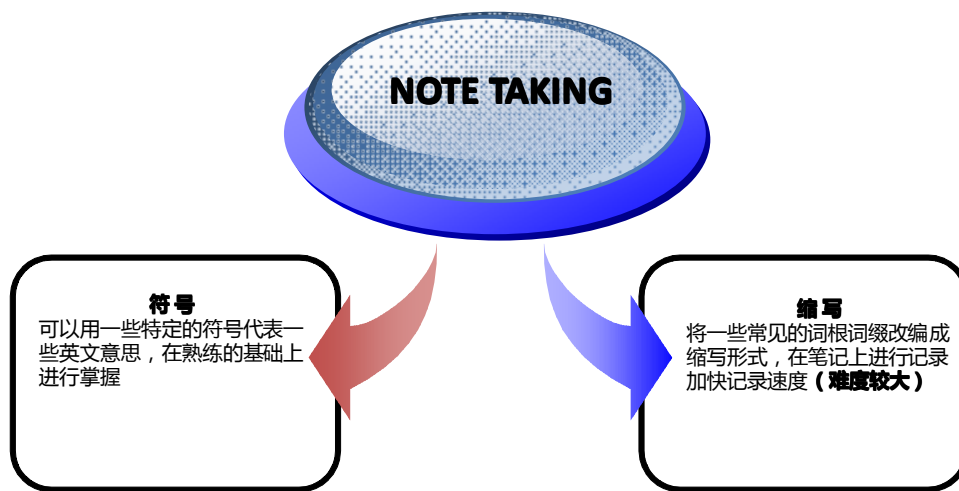 NOTE TAKING
符号
可以用一些特定的符号代表一
些英文意思，在熟练的基础上
进行掌握
缩写
将一些常见的词根词缀改编成
缩写形式，在笔记上进行记录
加快记录速度（难度较大）